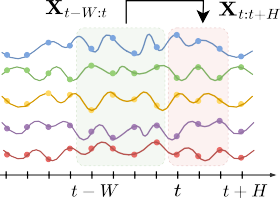 X_{t−W:t} X_{t:t+H}
t − W t t + H